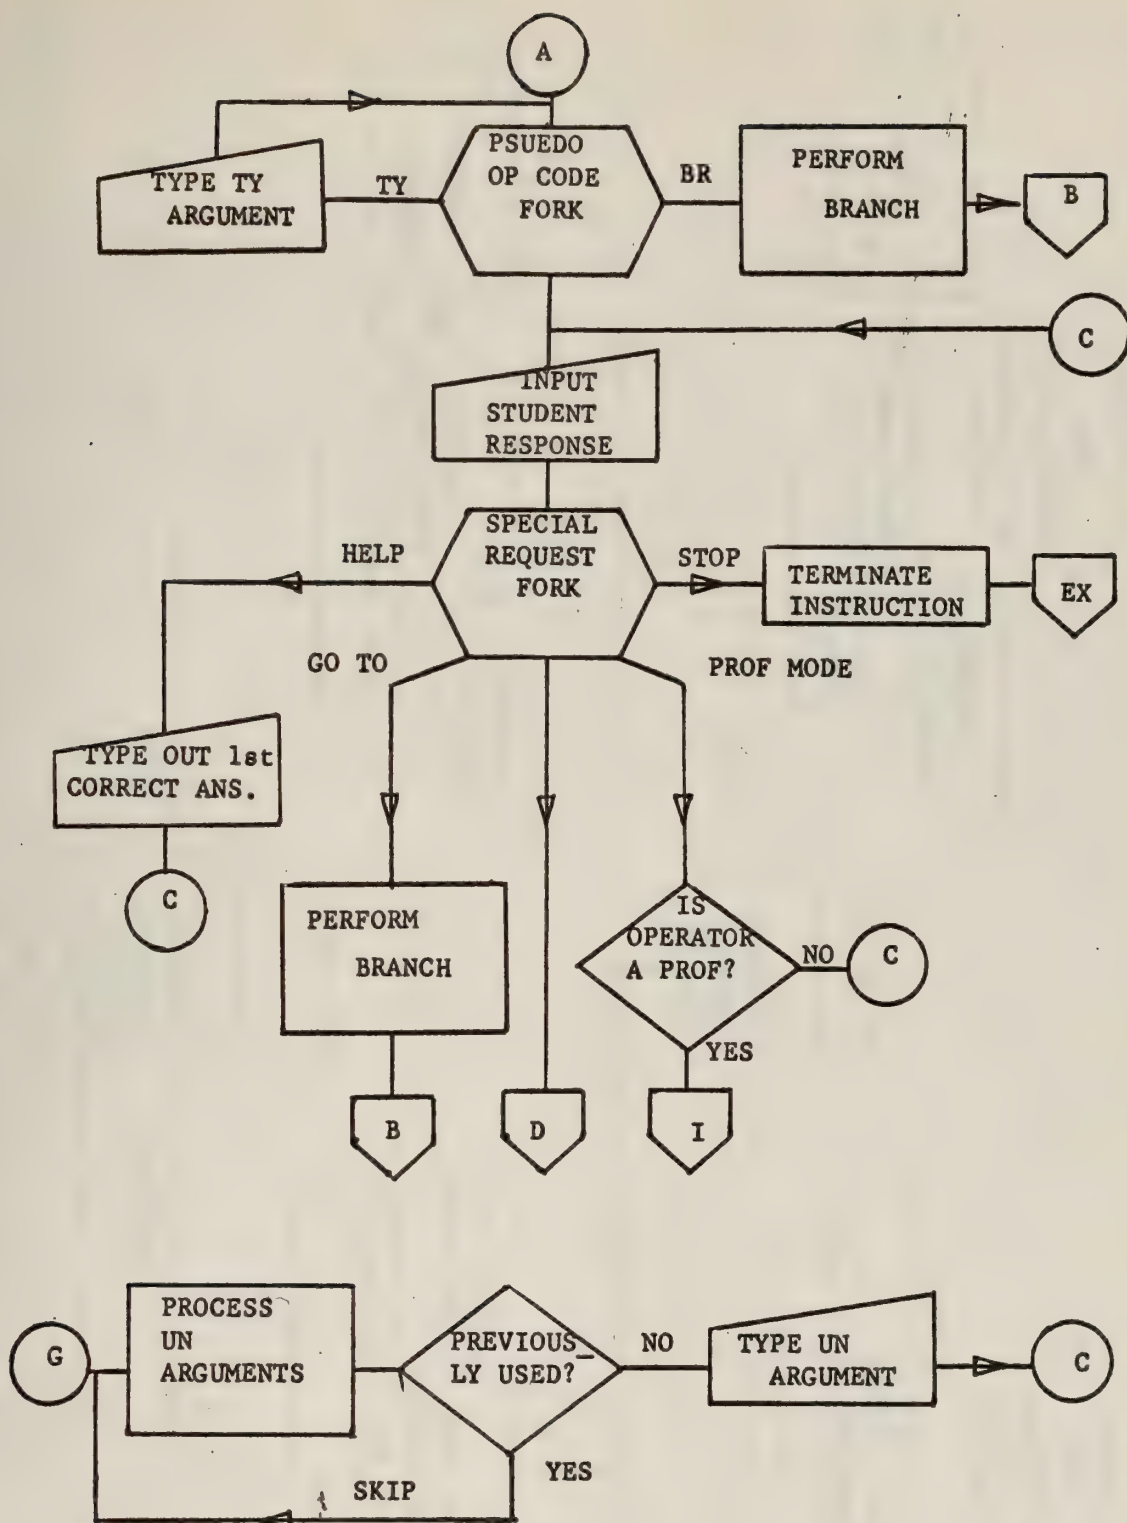 A
PSUEDO
OP CODE
FORK
TYPE TY
ARGUMENT
TY
BR
PERFORM
BRANCH
B
C
INPUT
STUDENT
RESPONSE
SPECIAL
REQUEST
FORK
HELP
STOP
TERMINATE
INSTRUCTION
EX
GO TO
PROF MODE
TYPE OUT 1st
CORRECT ANS.
C
PERFORM
BRANCH
IS
OPERATOR
A PROF?
NO
C
YES
B
D
I
G
PROCESS
UN
ARGUMENTS
PREVIOUS_
LY USED?
NO
TYPE UN
ARGUMENT
C
YES
SKIP